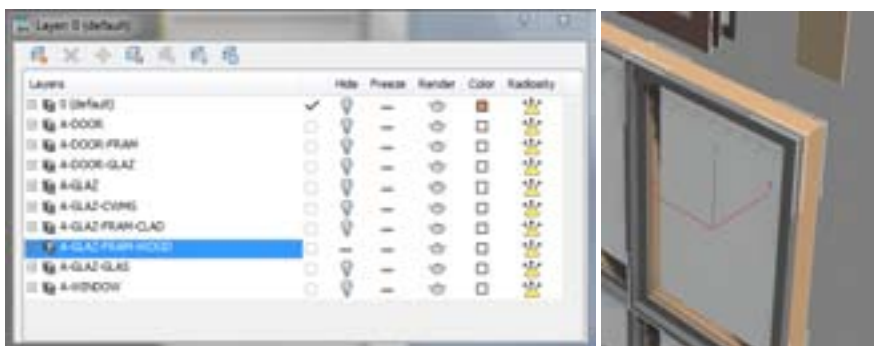 Layer: 0 (default)
Layers Hide Freeze Render Color Radiosity
0 (default)
A-DOOR
A-DOOR-FRAM
A-DOOR-GLAZ
A-GLAZ
A-GLAZ-CWMG
A-GLAZ-FRAM-CLAD
A-GLAZ-FRAM-WOOD
A-GLAZ-GLAS
A-WINDOW